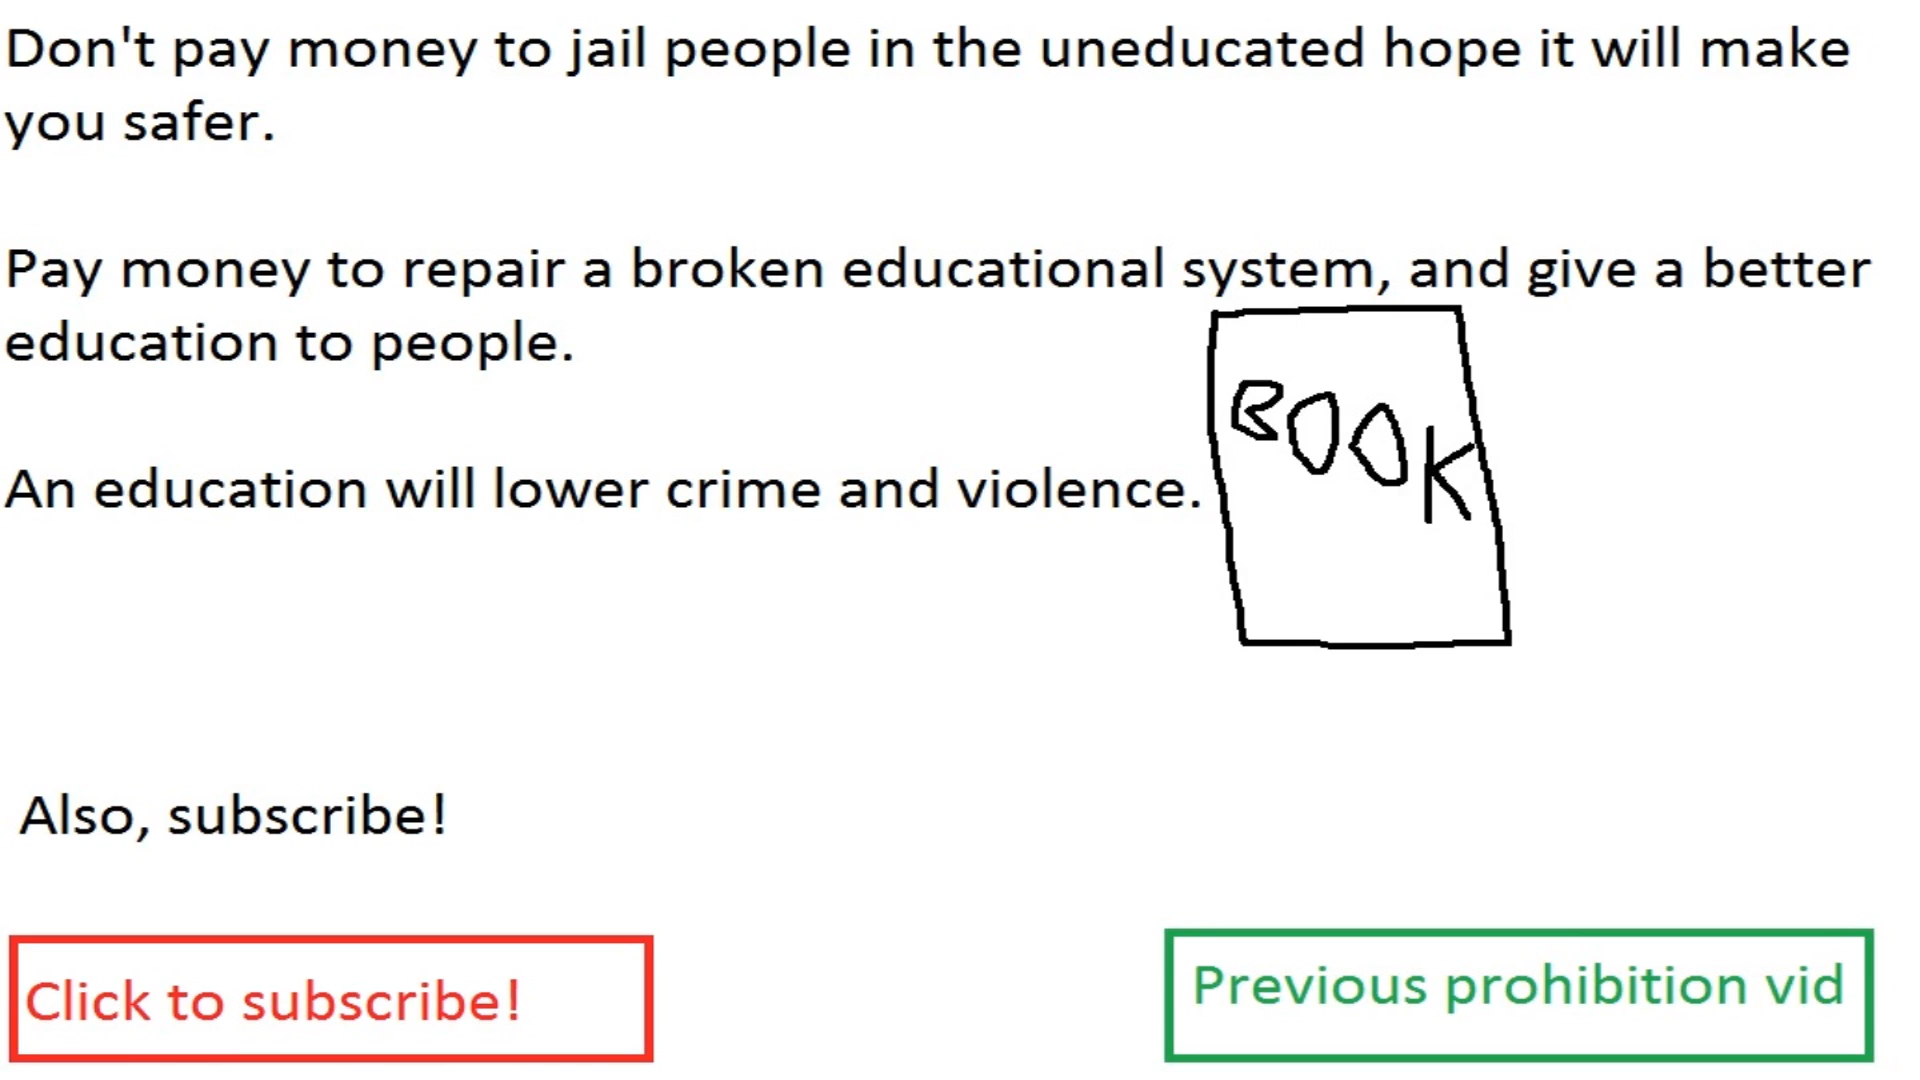 Don't pay money to jail people in the uneducated hope it will make
you safer.
Pay money to repair a broken educational system, and give a better
education to people.
BOOK
An education will lower crime and violence.
Also, subscribe!
Click to subscribe!
Previous prohibition vid